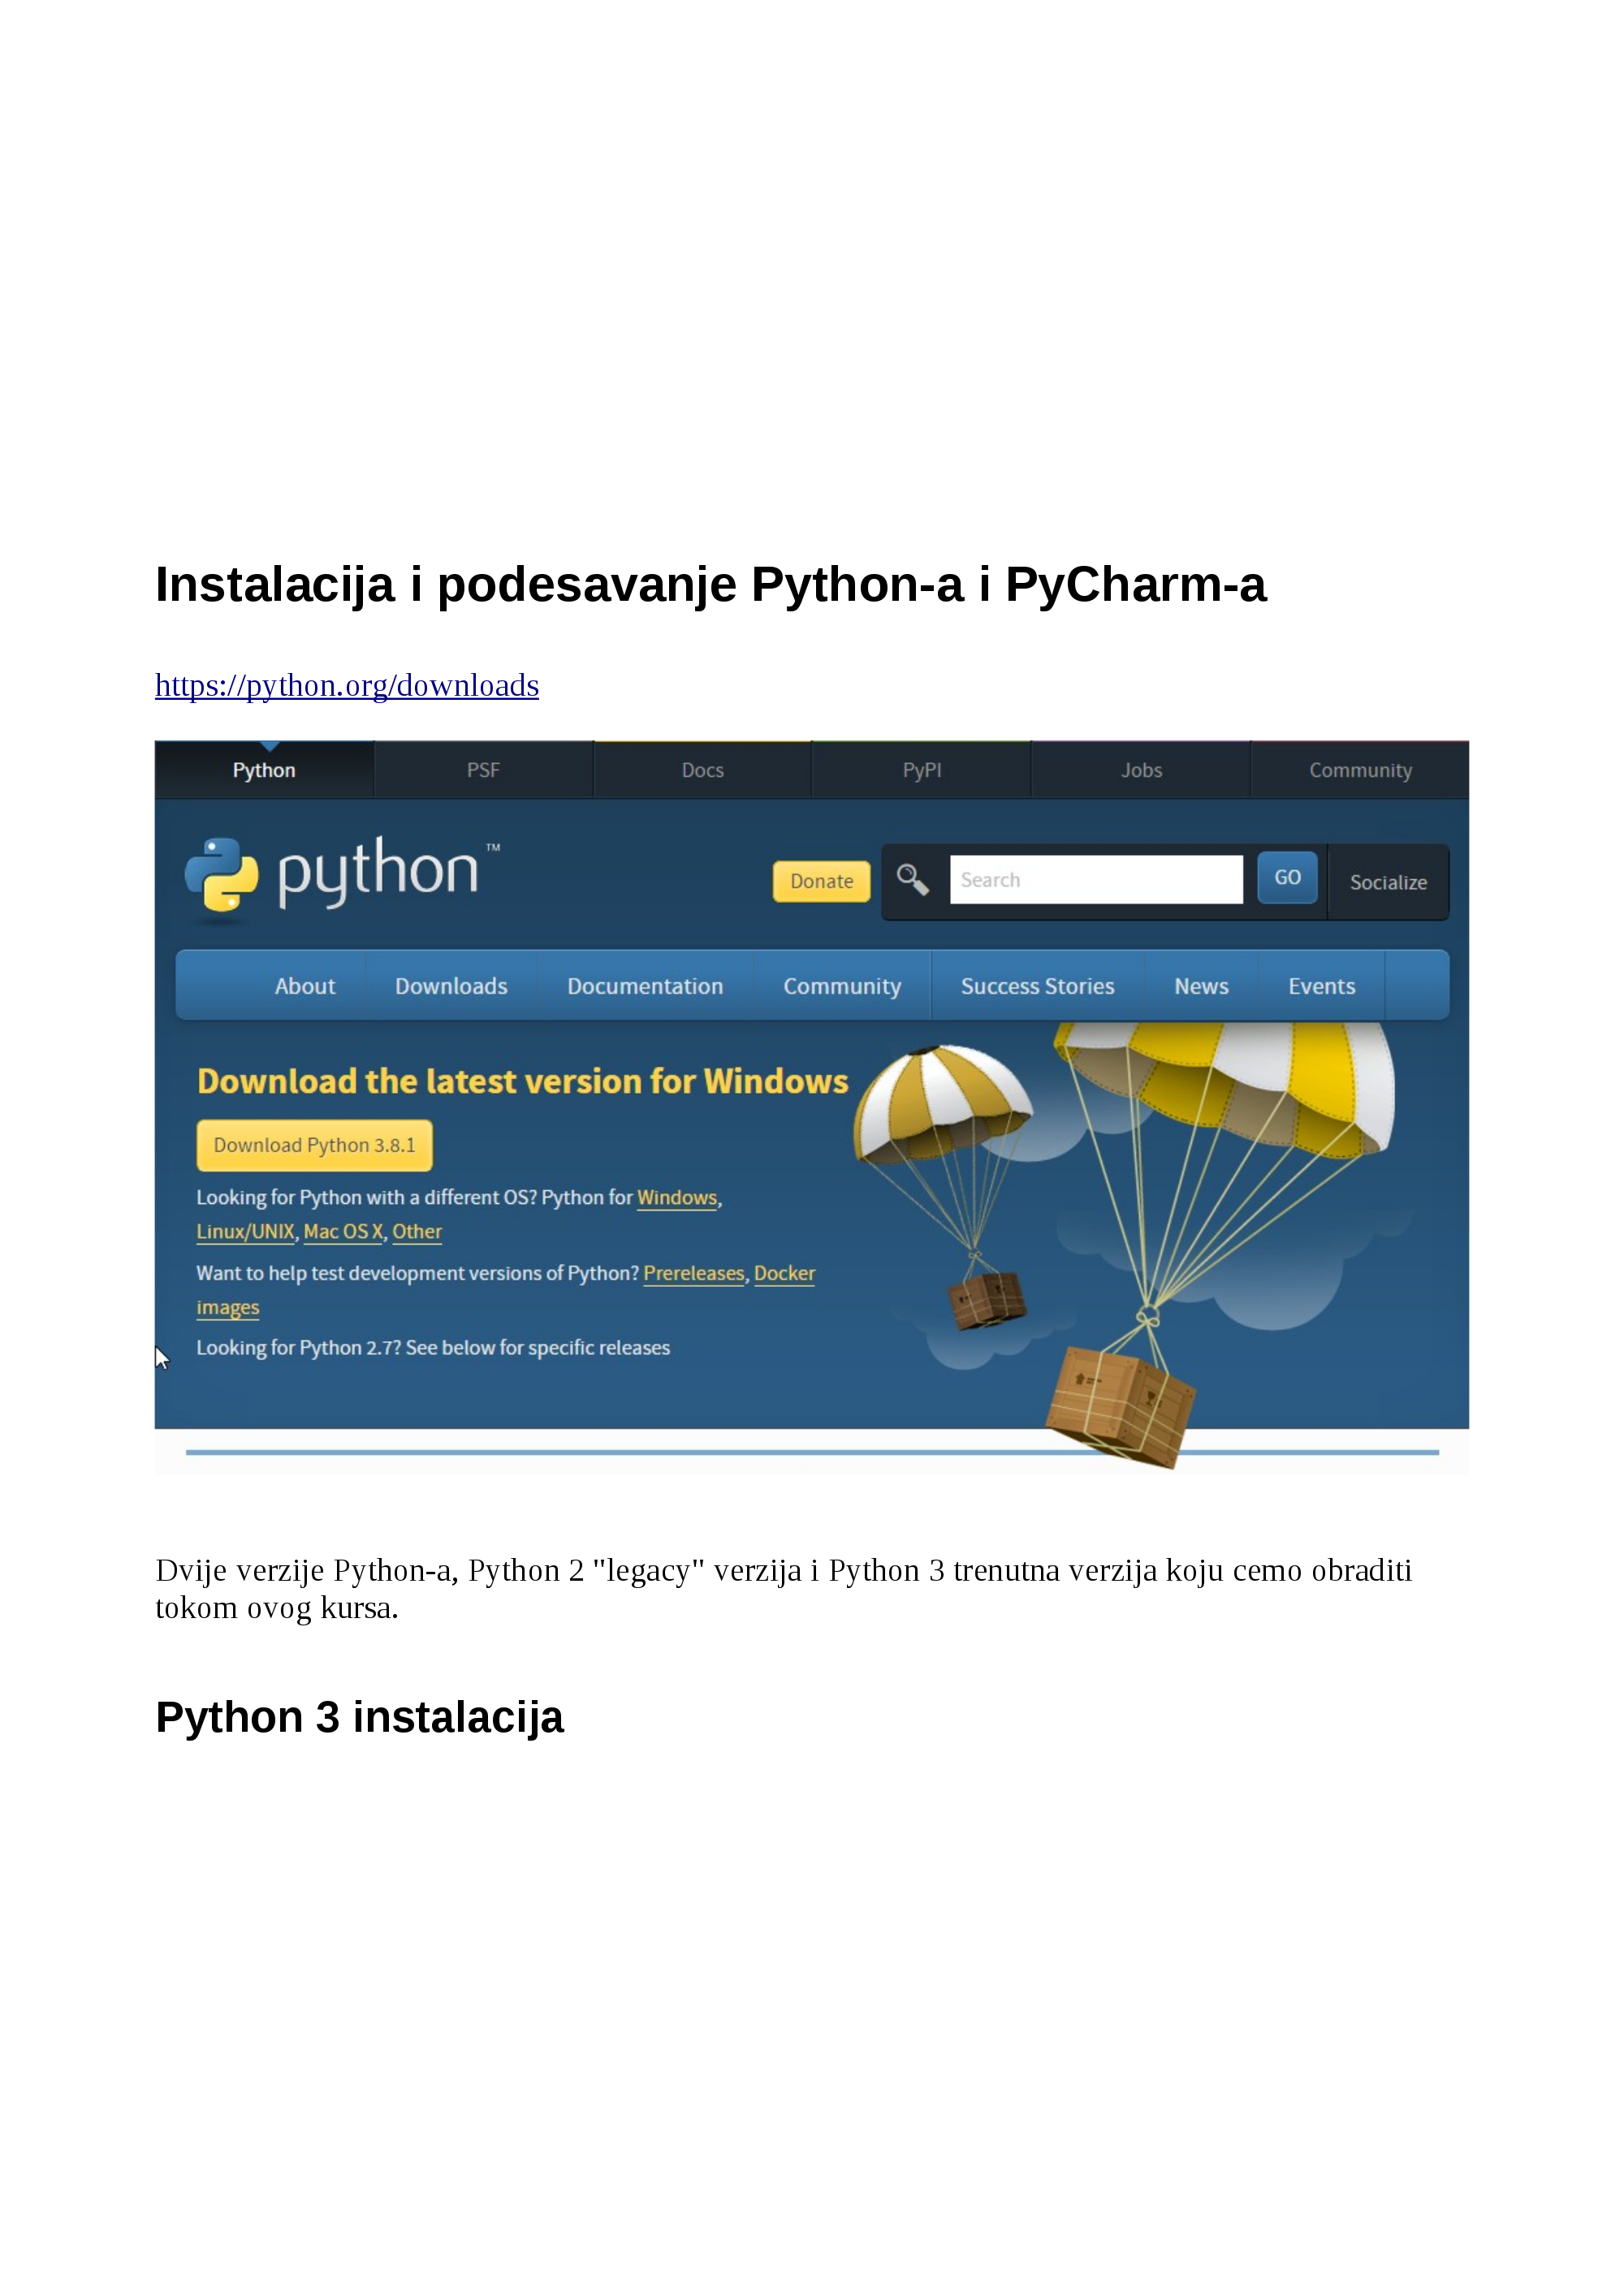 Instalacija i podesavanje Python-a i PyCharm-a
https://python.org/downloads
Python PSF Docs PyPI Jobs Community
python™
Donate Search GO Socialize
About Downloads Documentation Community Success Stories News Events
Download the latest version for Windows
Download Python 3.8.1
Looking for Python with a different OS? Python for Windows,
Linux/UNIX, Mac OS X, Other
Want to help test development versions of Python? Prereleases, Docker
images
Looking for Python 2.7? See below for specific releases
Dvije verzije Python-a, Python 2 "legacy" verzija i Python 3 trenutna verzija koju cemo obraditi
tokom ovog kursa.
Python 3 instalacija